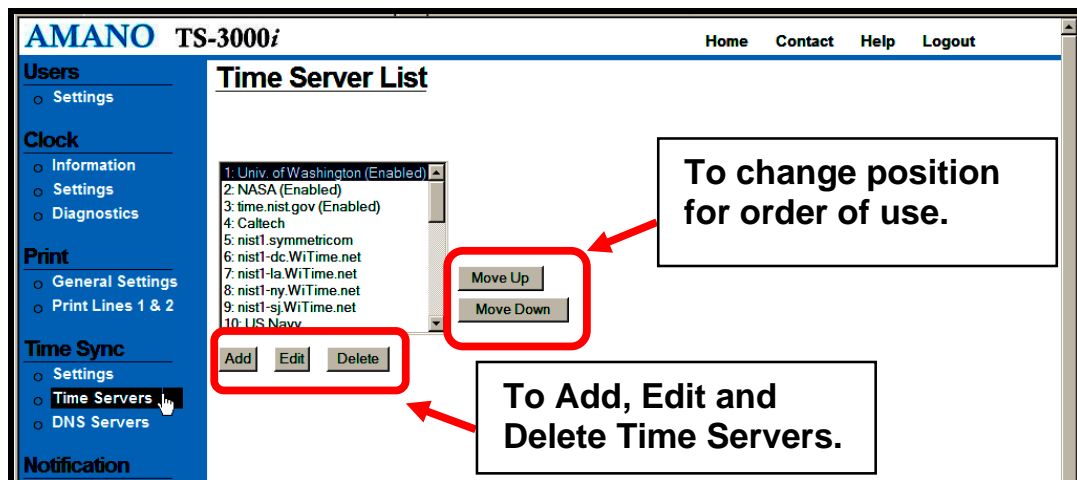 AMANO TS-3000i
Home Contact Help Logout
Users
Settings
Clock
Information
Settings
Diagnostics
Print
General Settings
Print Lines 1 & 2
Time Sync
Settings
Time Servers
DNS Servers
Notification
Time Server List
1: Univ. of Washington (Enabled)
2: NASA (Enabled)
3: time.nist.gov (Enabled)
4: Caltech
5: nist1.symmetricom
6: nist1-dc.WiTime.net
7: nist1-la.WiTime.net
8: nist1-ny.WiTime.net
9: nist1-sj.WiTime.net
10: US Navy
Move Up
Move Down
Add Edit Delete
To change position
for order of use.
To Add, Edit and
Delete Time Servers.